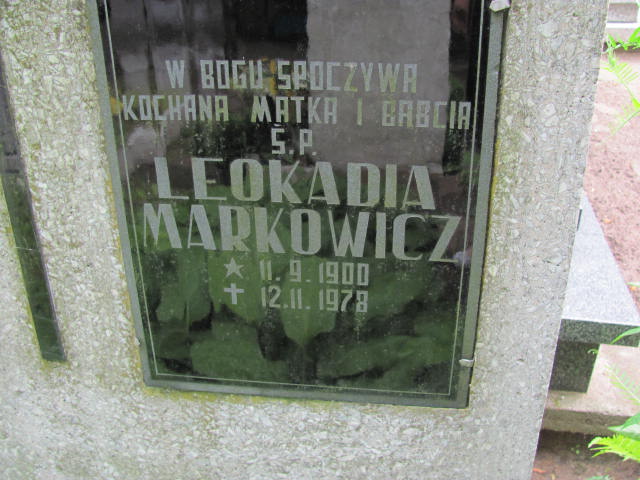 W BOGU SPOCZYWA
KOCHANA MATKA I BABCIA
Ś.P.
LEOKADIA
MARKOWICZ
★ 11.9.1900
✝ 12.11.1978